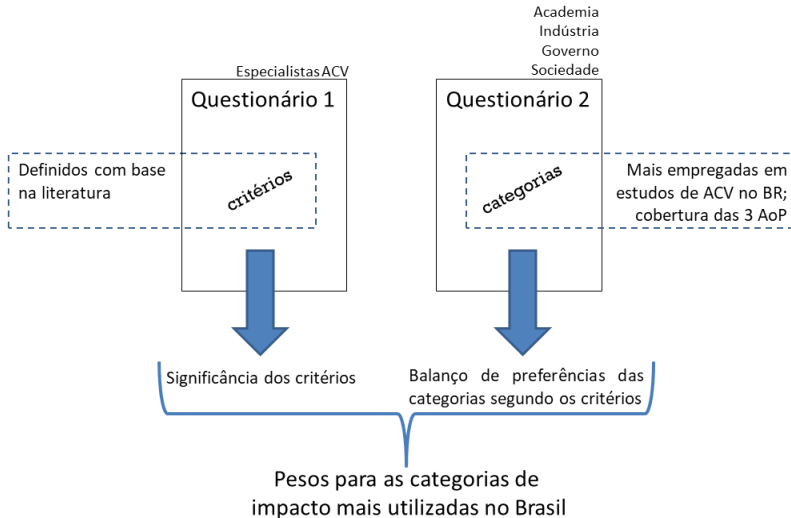 Academia
Indústria
Governo
Sociedade
Especialistas ACV
Questionário 1
Questionário 2
Definidos com base
na literatura
critérios
categorias
Mais empregadas em
estudos de ACV no BR;
cobertura das 3 AoP
Significância dos critérios
Balanço de preferências das
categorias segundo os critérios
Pesos para as categorias de
impacto mais utilizadas no Brasil